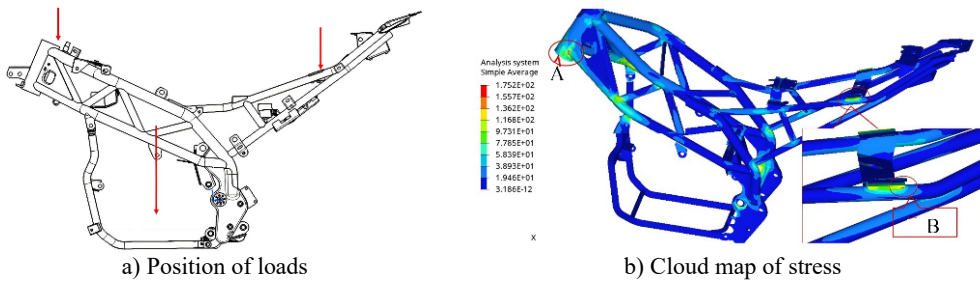 Analysis system
Simple Average
1.752E+02
1.557E+02
1.362E+02
1.168E+02
9.731E+01
7.785E+01
5.839E+01
3.893E+01
1.946E+01
3.186E-12
A
B
X
a) Position of loads
b) Cloud map of stress